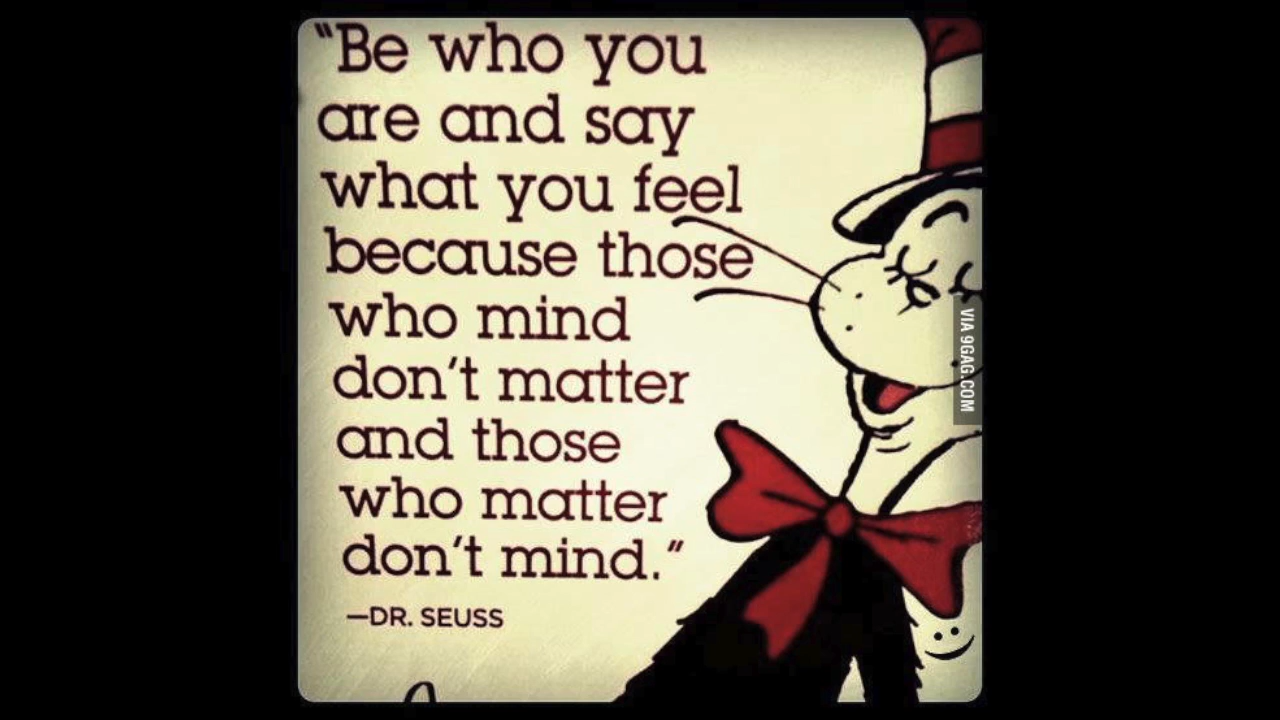 "Be who you
are and say
what you feel
because those
who mind
don't matter
and those
who matter
don't mind."
—DR. SEUSS
VIA 9GAG.COM